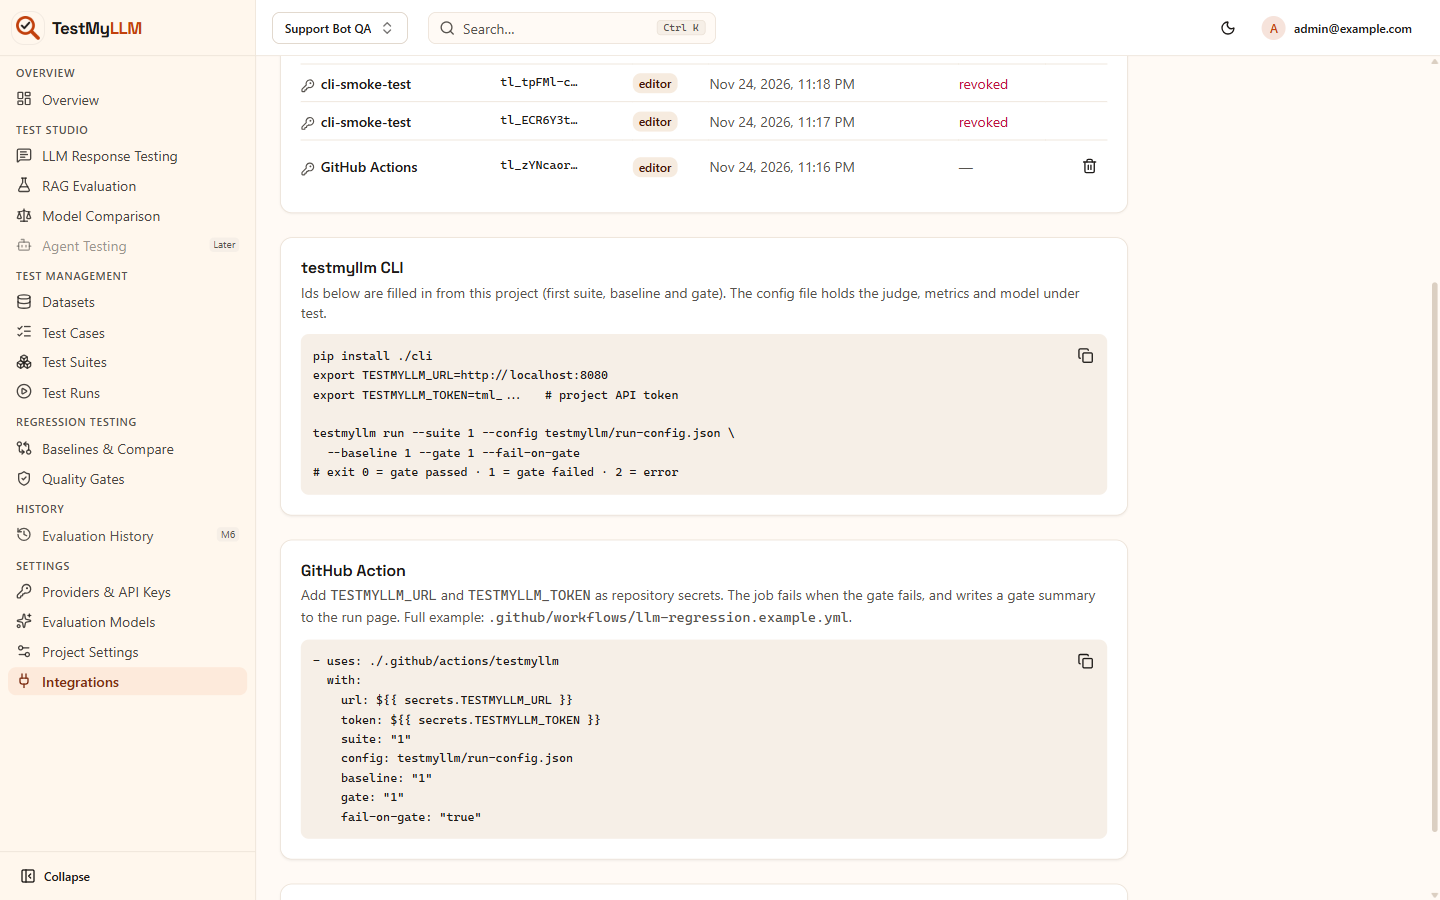 TestMyLLM
Support Bot QA
Search...
Ctrl K
A
admin@example.com
OVERVIEW
Overview
TEST STUDIO
LLM Response Testing
RAG Evaluation
Model Comparison
Agent Testing
Later
TEST MANAGEMENT
Datasets
Test Cases
Test Suites
Test Runs
REGRESSION TESTING
Baselines & Compare
Quality Gates
HISTORY
Evaluation History
M6
SETTINGS
Providers & API Keys
Evaluation Models
Project Settings
Integrations
Collapse
cli-smoke-test tl_tpFMl-c… editor Nov 24, 2026, 11:18 PM revoked
cli-smoke-test tl_ECR6Y3t… editor Nov 24, 2026, 11:17 PM revoked
GitHub Actions tl_zYNcaor… editor Nov 24, 2026, 11:16 PM —
testmyllm CLI
Ids below are filled in from this project (first suite, baseline and gate). The config file holds the judge, metrics and model under
test.
pip install ./cli
export TESTMYLLM_URL=http://localhost:8080
export TESTMYLLM_TOKEN=tml_... # project API token
testmyllm run --suite 1 --config testmyllm/run-config.json \
--baseline 1 --gate 1 --fail-on-gate
# exit 0 = gate passed · 1 = gate failed · 2 = error
GitHub Action
Add TESTMYLLM_URL and TESTMYLLM_TOKEN as repository secrets. The job fails when the gate fails, and writes a gate summary
to the run page. Full example: .github/workflows/llm-regression.example.yml.
- uses: ./.github/actions/testmyllm
with:
url: ${{ secrets.TESTMYLLM_URL }}
token: ${{ secrets.TESTMYLLM_TOKEN }}
suite: "1"
config: testmyllm/run-config.json
baseline: "1"
gate: "1"
fail-on-gate: "true"